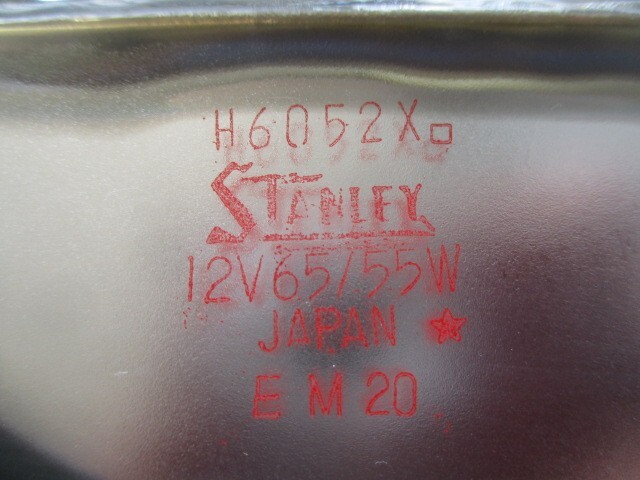 H6052X□
STANLEY
12V65/55W
JAPAN ★
E M 20